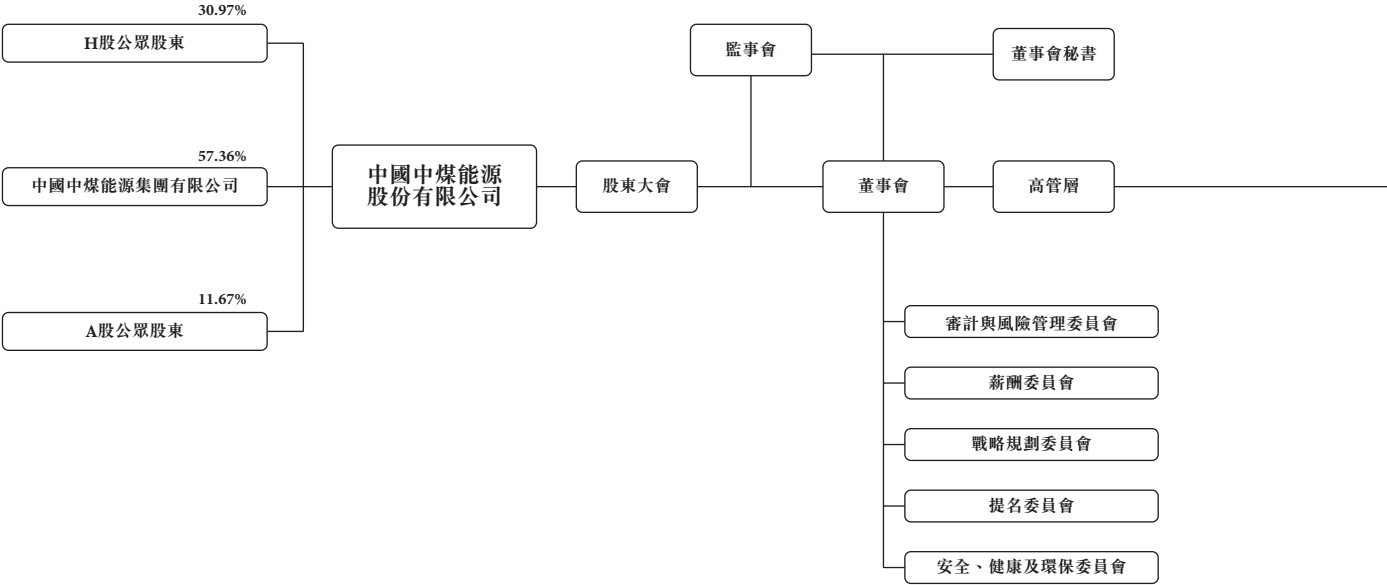 30.97%
H股公眾股東
57.36%
中國中煤能源集團有限公司
11.67%
A股公眾股東
中國中煤能源
股份有限公司
股東大會
監事會
董事會秘書
董事會
高管層
審計與風險管理委員會
薪酬委員會
戰略規劃委員會
提名委員會
安全、健康及環保委員會